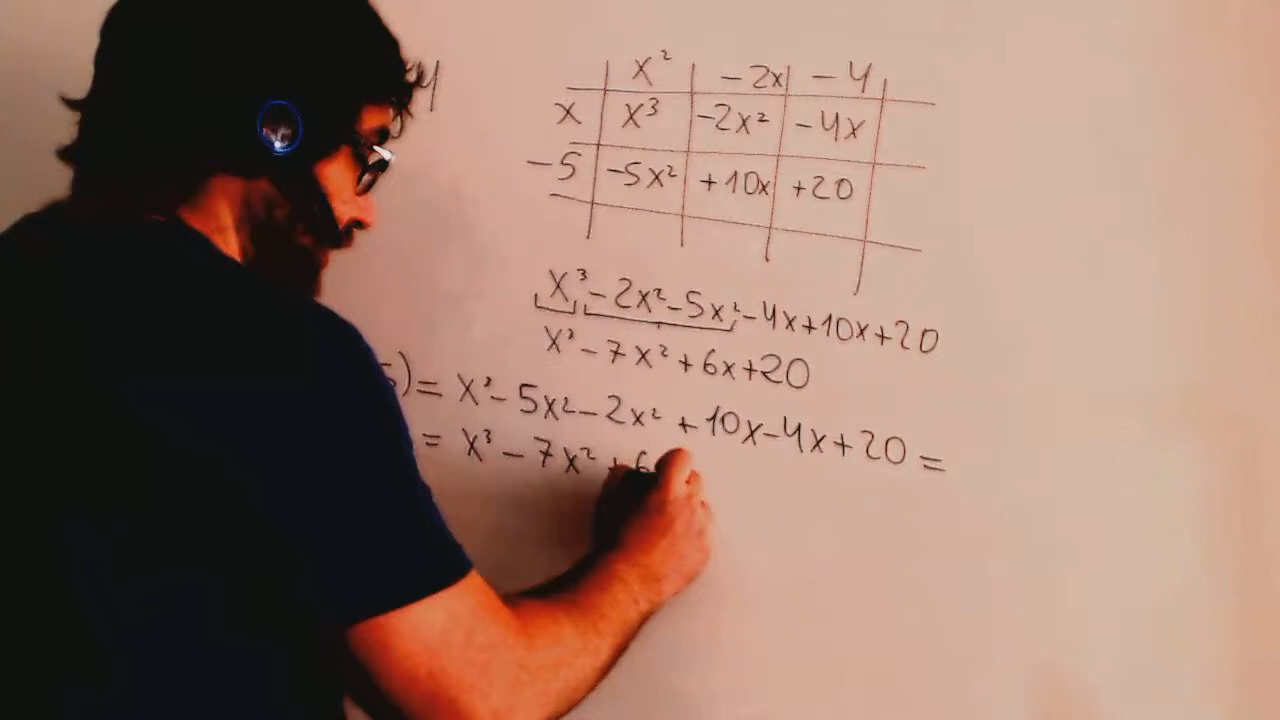 x² | -2x | -4
x | x³ | -2x² | -4x
-5 | -5x² | +10x | +20
x³-2x²-5x²-4x+10x+20
x³-7x²+6x+20
)= x³-5x²-2x²+10x-4x+20=
= x³-7x²+6